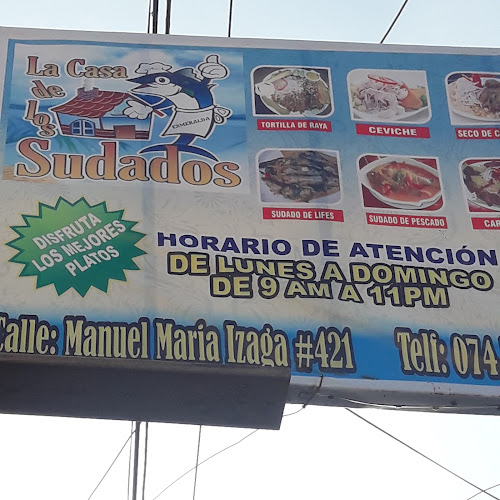 La Casa
de
los
Sudados
ESMERALDA
TORTILLA DE RAYA
CEVICHE
SECO DE C
SUDADO DE LIFES
SUDADO DE PESCADO
CAR
DISFRUTA
LOS MEJORES
PLATOS
HORARIO DE ATENCIÓN
DE LUNES A DOMINGO
DE 9 AM A 11PM
Calle: Manuel María Izaga #421
Telf: 074